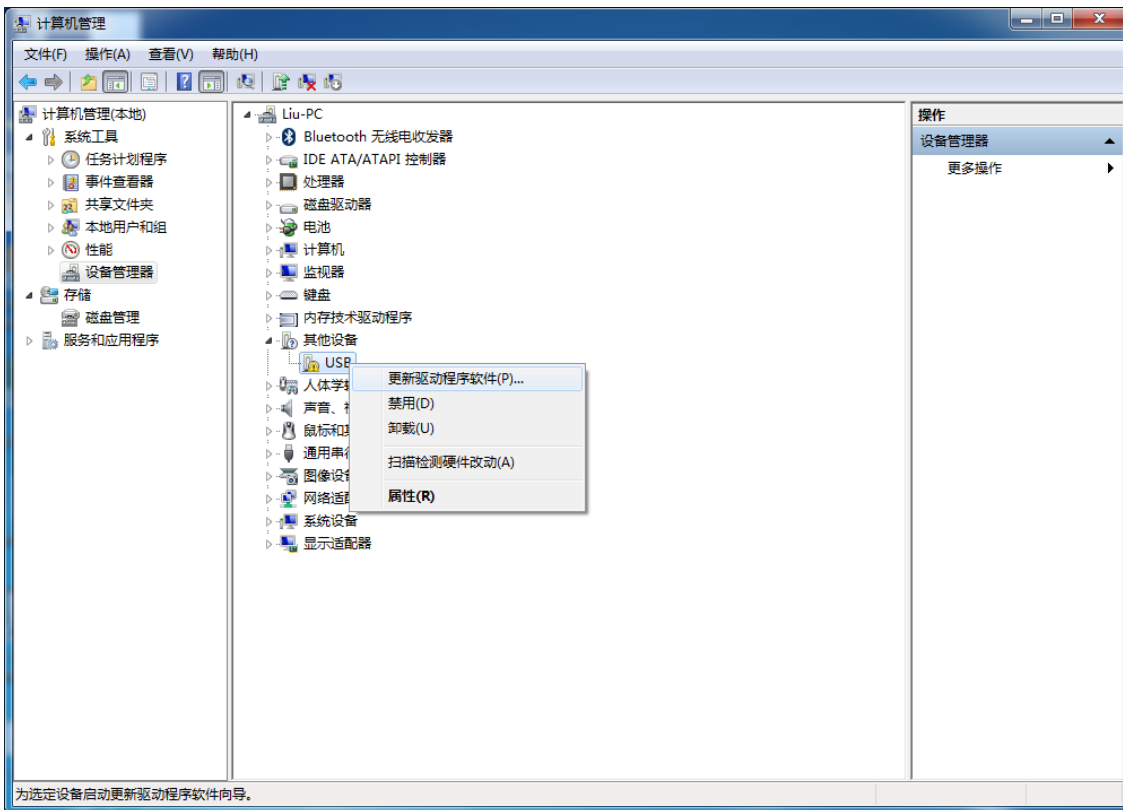 计算机管理
文件(F) 操作(A) 查看(V) 帮助(H)
计算机管理(本地)
系统工具
任务计划程序
事件查看器
共享文件夹
本地用户和组
性能
设备管理器
存储
磁盘管理
服务和应用程序
Liu-PC
Bluetooth 无线电收发器
IDE ATA/ATAPI 控制器
处理器
磁盘驱动器
电池
计算机
监视器
键盘
内存技术驱动程序
其他设备
USB
人体学
声音、
鼠标和
通用串
图像设
网络适
系统设备
显示适配器
更新驱动程序软件(P)...
禁用(D)
卸载(U)
扫描检测硬件改动(A)
属性(R)
操作
设备管理器
更多操作
为选定设备启动更新驱动程序软件向导。